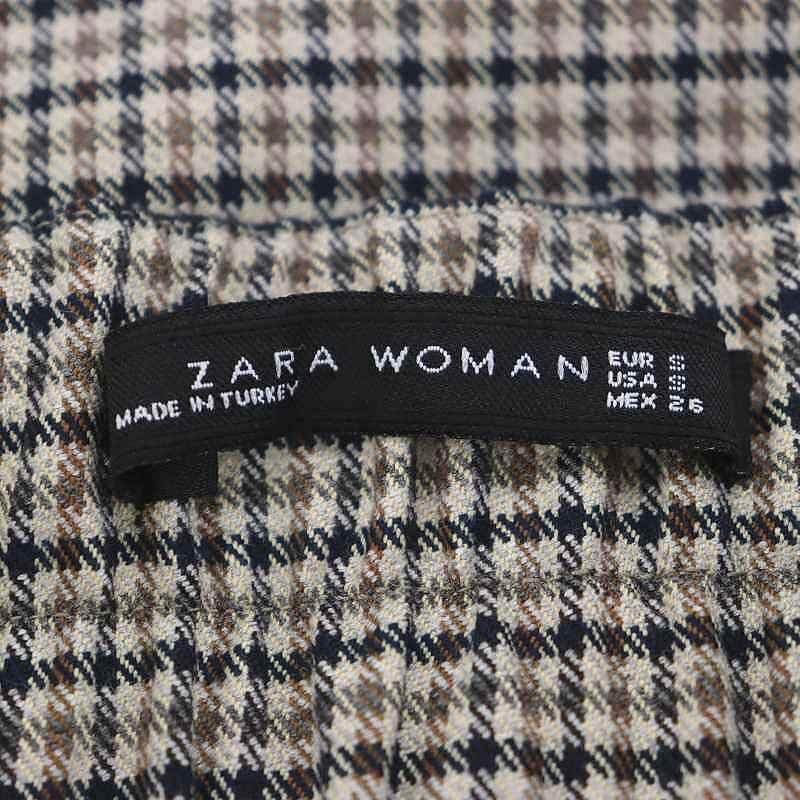 ZARA WOMAN
MADE IN TURKEY
EUR S
USA S
MEX 26